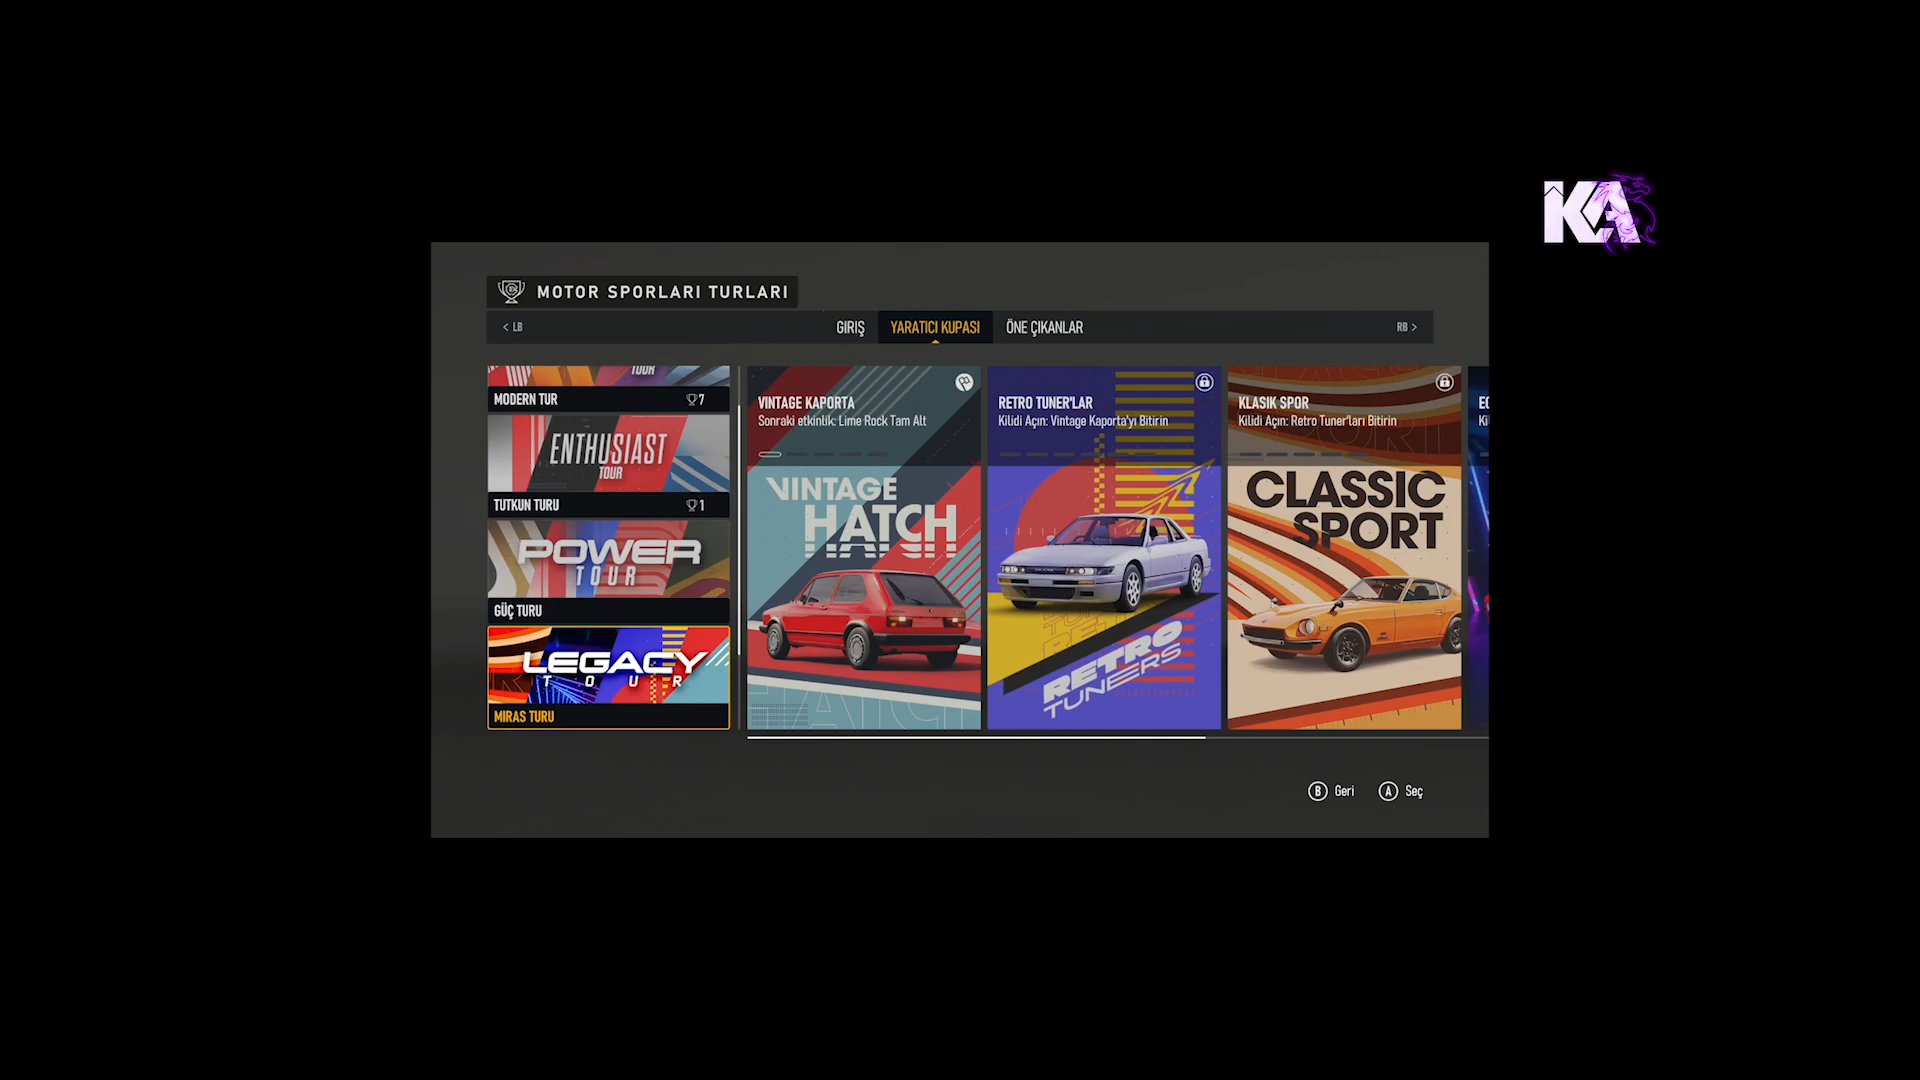 KA
MOTOR SPORLARI TURLARI
< LB
GIRIŞ
YARATICI KUPASI
ÖNE ÇIKANLAR
RB >
TOUR
MODERN TUR
7
ENTHUSIAST
TOUR
TUTKUN TURU
1
POWER
TOUR
GÜÇ TURU
LEGACY
TOUR
MIRAS TURU
VINTAGE KAPORTA
Sonraki etkinlik: Lime Rock Tam Alt
VINTAGE
HATCH
RETRO TUNER'LAR
Kilidi Açın: Vintage Kaporta'yı Bitirin
RETRO
TUNERS
KLASIK SPOR
Kilidi Açın: Retro Tuner'ları Bitirin
CLASSIC
SPORT
B Geri
A Seç